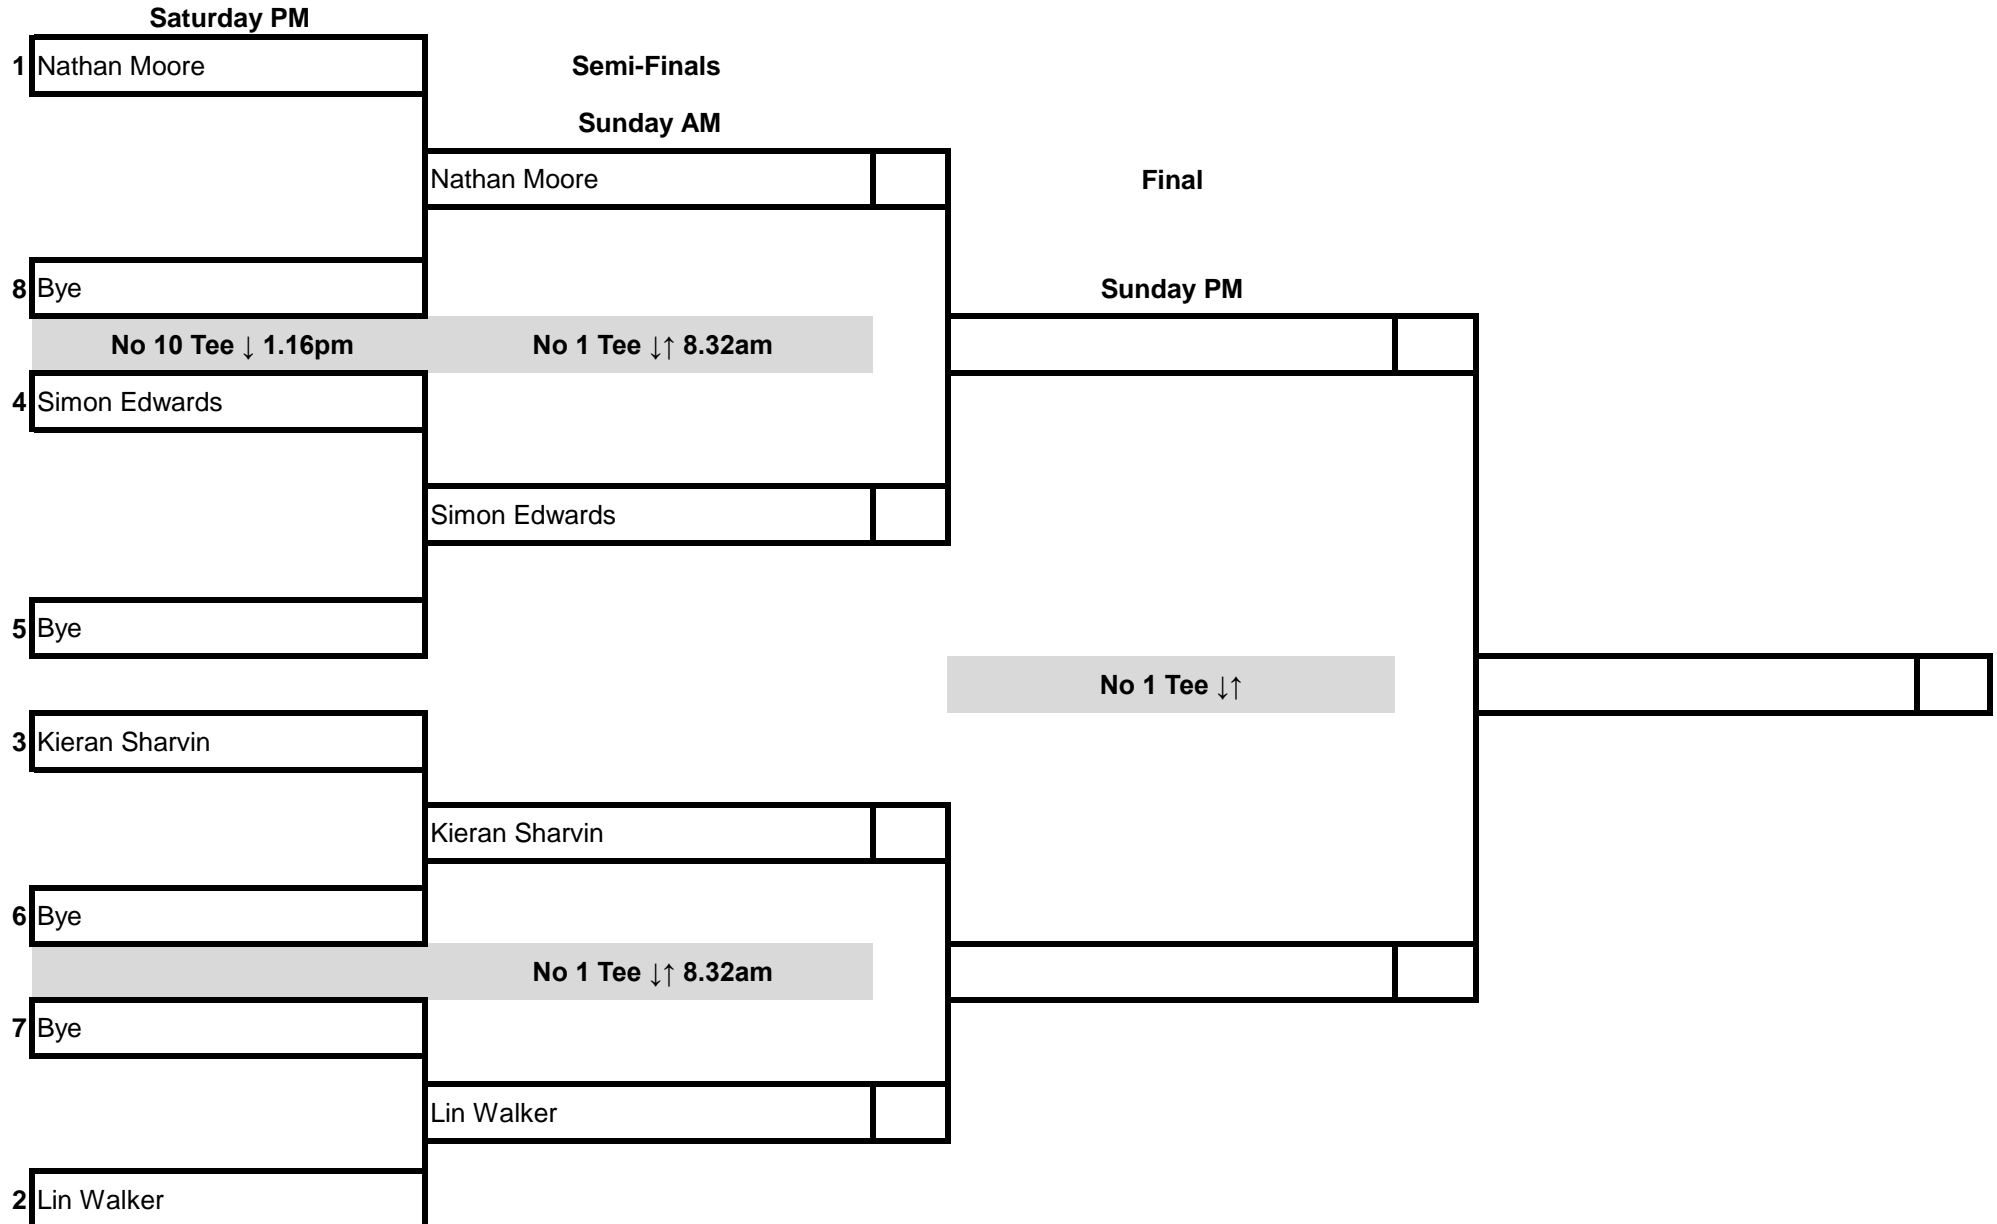 Saturday PM
1 Nathan Moore
Semi-Finals
Sunday AM
Nathan Moore
Final
8 Bye
Sunday PM
No 10 Tee ↓ 1.16pm
No 1 Tee ↓↑ 8.32am
4 Simon Edwards
Simon Edwards
5 Bye
No 1 Tee ↓↑
3 Kieran Sharvin
Kieran Sharvin
6 Bye
No 1 Tee ↓↑ 8.32am
7 Bye
Lin Walker
2 Lin Walker